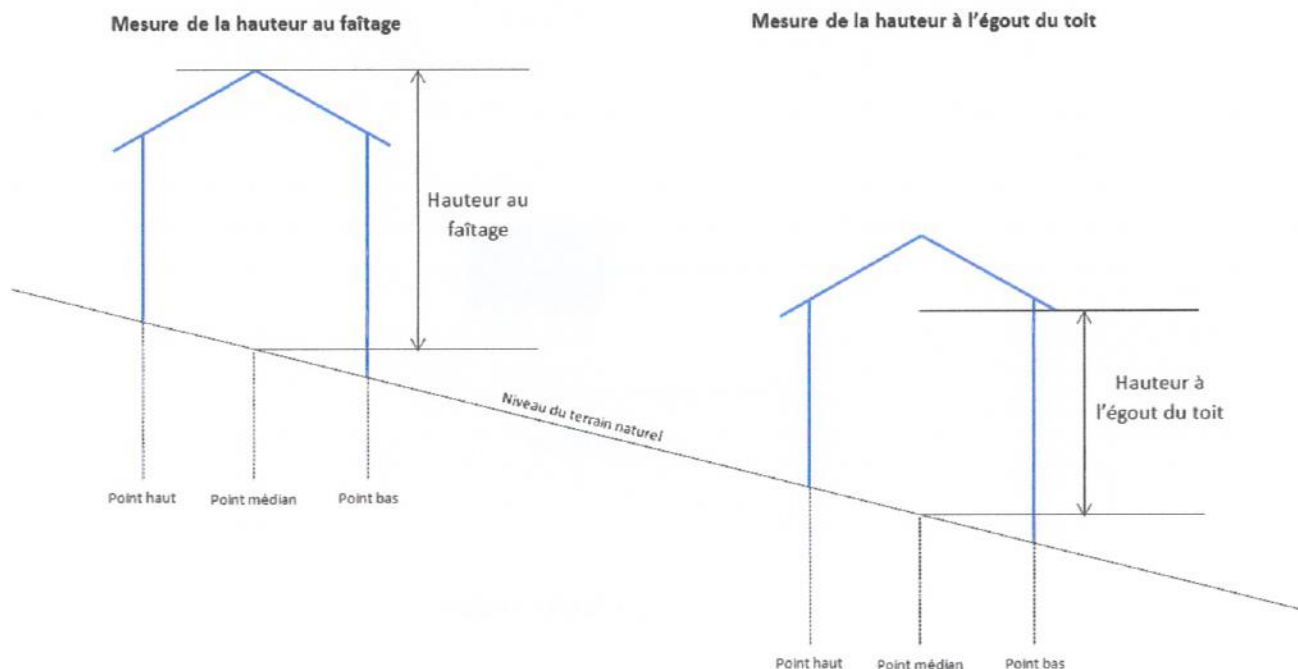 Mesure de la hauteur au faîtage
Mesure de la hauteur à l'égout du toit
Hauteur au
faîtage
Niveau du terrain naturel
Hauteur à
l'égout du toit
Point haut
Point médian
Point bas
Point haut
Point médian
Point bas